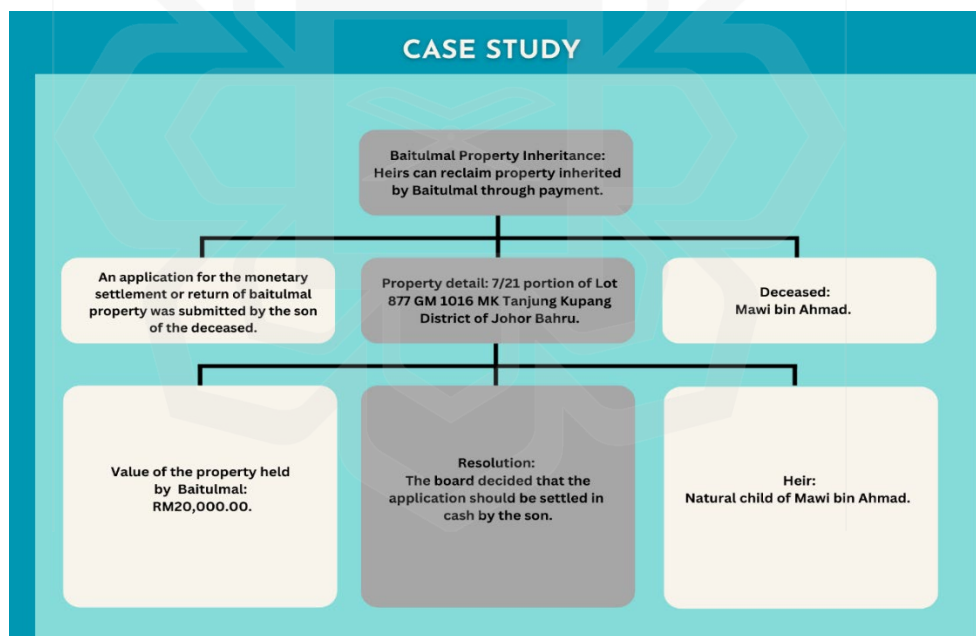 CASE STUDY
Baitulmal Property Inheritance:
Heirs can reclaim property inherited
by Baitulmal through payment.
An application for the monetary
settlement or return of baitulmal
property was submitted by the son
of the deceased.
Property detail: 7/21 portion of Lot
877 GM 1016 MK Tanjung Kupang
District of Johor Bahru.
Deceased:
Mawi bin Ahmad.
Value of the property held
by Baitulmal:
RM20,000.00.
Resolution:
The board decided that the
application should be settled in
cash by the son.
Heir:
Natural child of Mawi bin Ahmad.